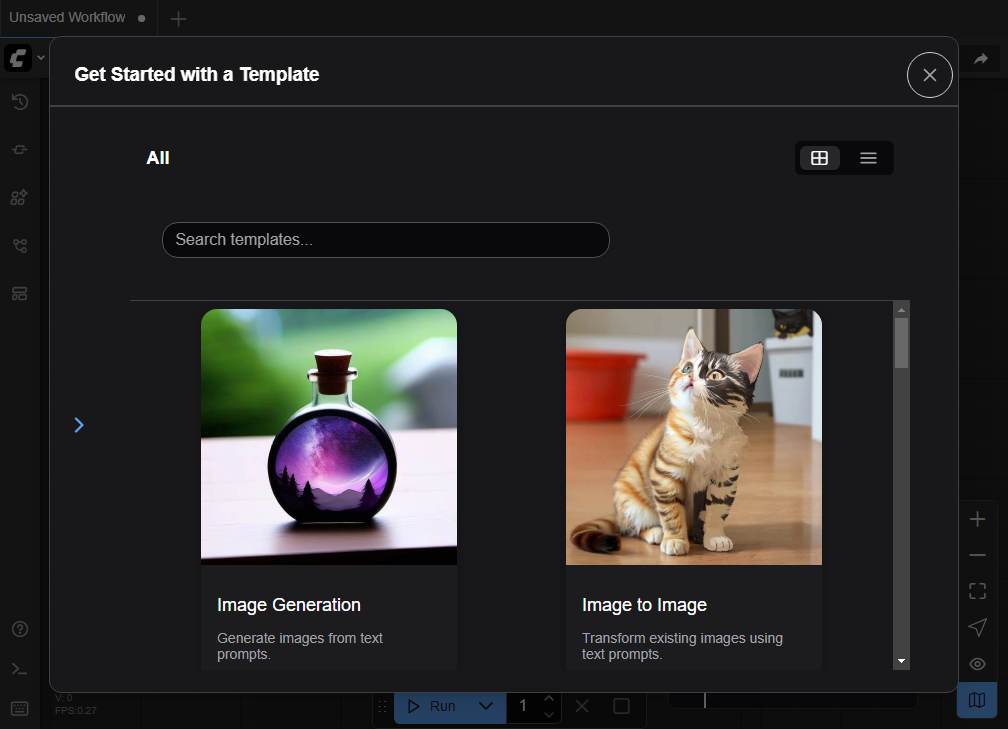 Unsaved Workflow
Get Started with a Template
All
Search templates...
Image Generation
Generate images from text
prompts.
Image to Image
Transform existing images using
text prompts.
V: 0
FPS:0.27
Run
1